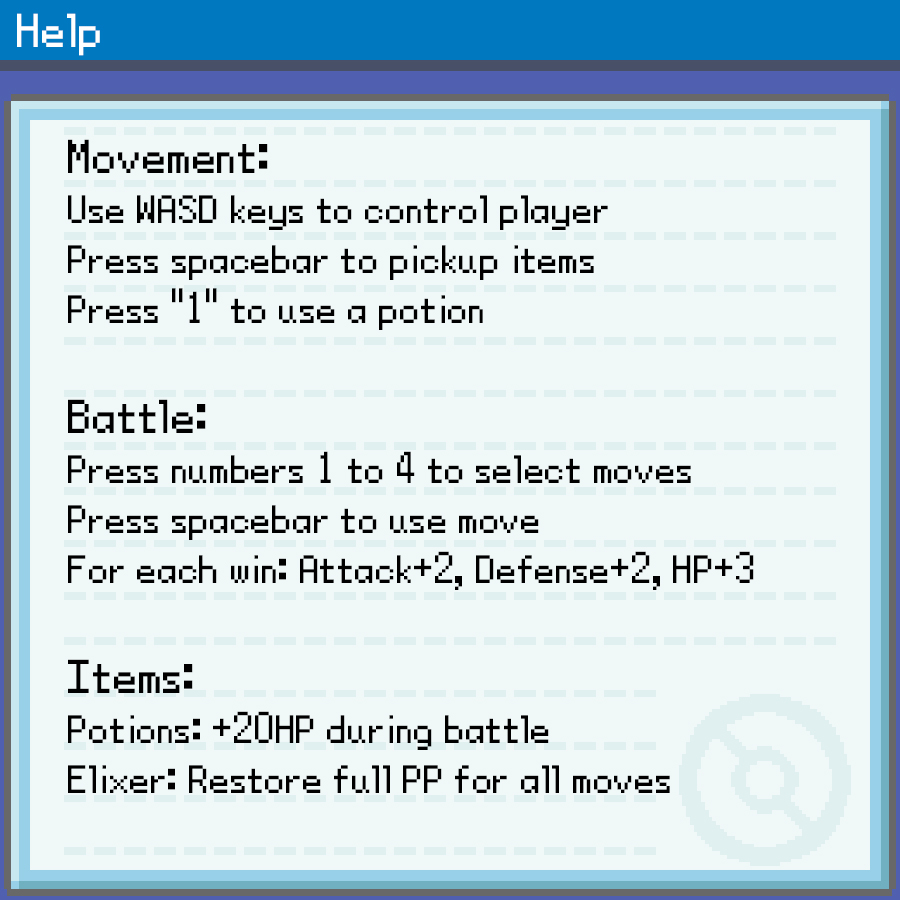 Help
Movement:
Use WASD keys to control player
Press spacebar to pickup items
Press "1" to use a potion
Battle:
Press numbers 1 to 4 to select moves
Press spacebar to use move
For each win: Attack+2, Defense+2, HP+3
Items:
Potions: +20HP during battle
Elixer: Restore full PP for all moves